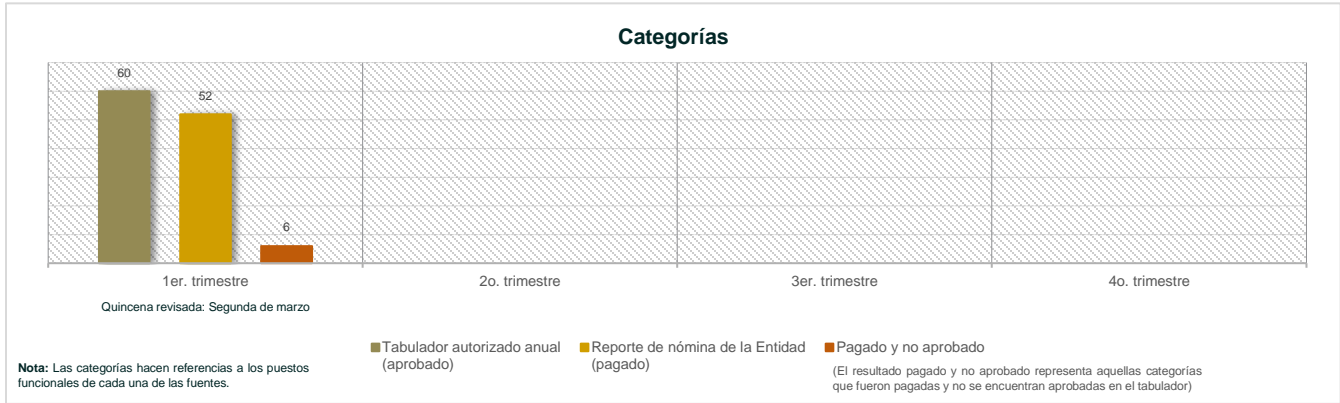 Categorías
60
52
6
1er. trimestre
2o. trimestre
3er. trimestre
4o. trimestre
Quincena revisada: Segunda de marzo
Tabulador autorizado anual
(aprobado)
Reporte de nómina de la Entidad
(pagado)
Pagado y no aprobado
(El resultado pagado y no aprobado representa aquellas categorías
que fueron pagadas y no se encuentran aprobadas en el tabulador)
Nota: Las categorías hacen referencias a los puestos
funcionales de cada una de las fuentes.